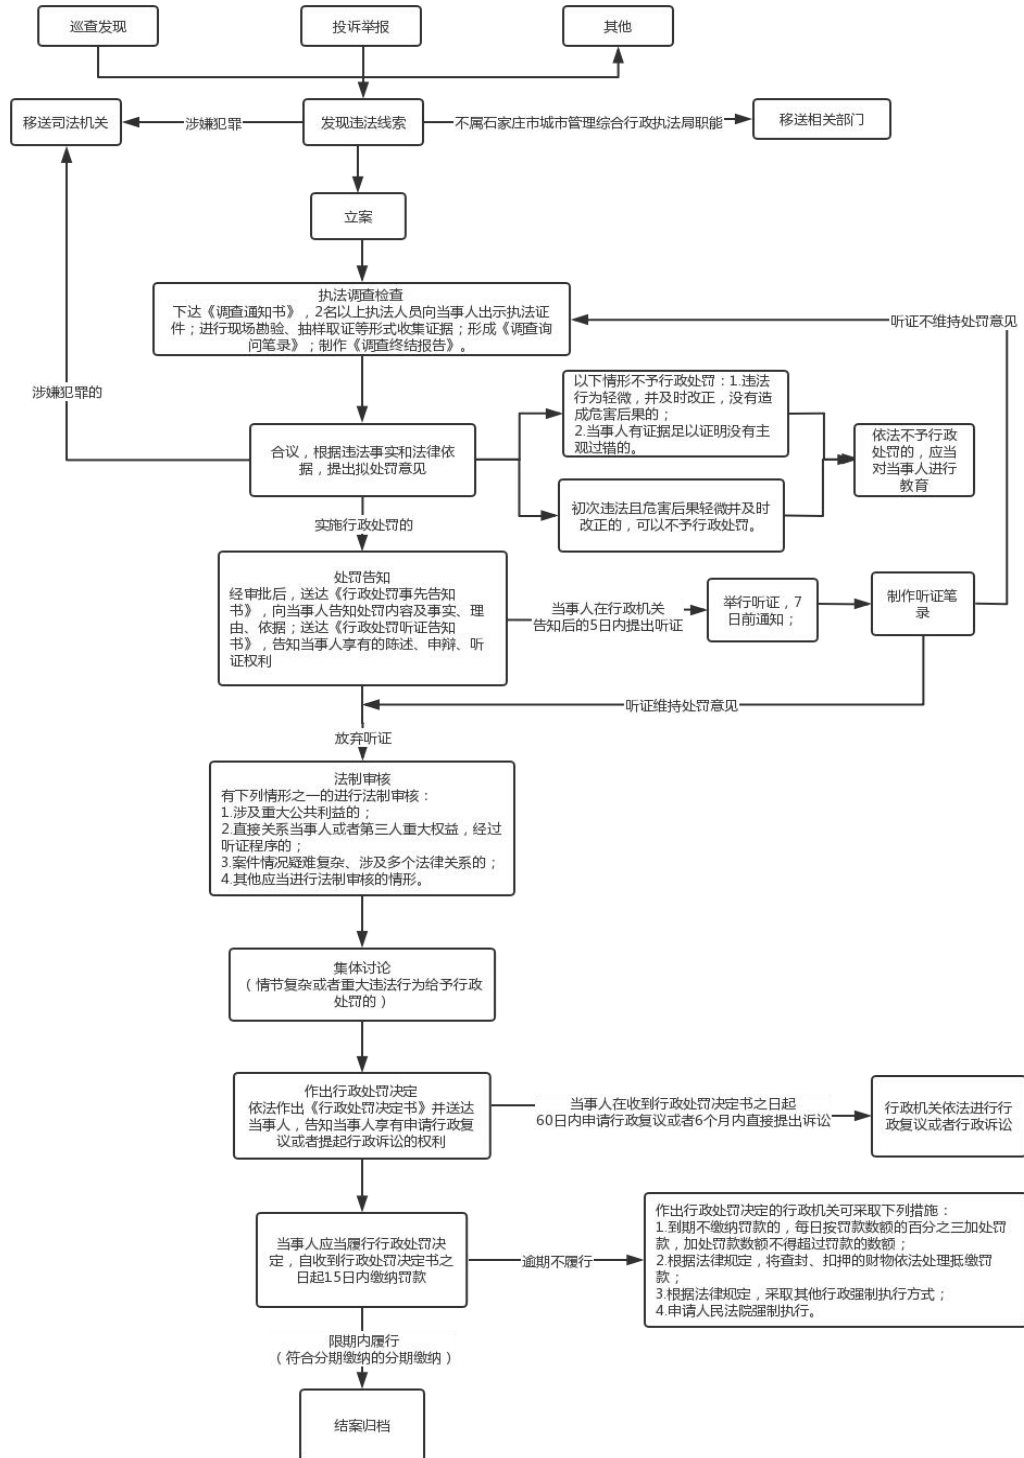 巡查发现
投诉举报
其他
移送司法机关
涉嫌犯罪
发现违法线索
不属石家庄市城市管理综合行政执法局职能
移送相关部门
立案
执法调查检查
下达《调查通知书》，2名以上执法人员向当事人出示执法证
件；进行现场勘验、抽样取证等形式收集证据；形成《调查询
问笔录》；制作《调查终结报告》。
听证不维持处罚意见
涉嫌犯罪的
合议，根据违法事实和法律依
据，提出拟处罚意见
以下情形不予行政处罚：1.违法
行为轻微，并及时改正，没有造
成危害后果的；
2.当事人有证据足以证明没有主
观过错的。
初次违法且危害后果轻微并及时
改正的，可以不予行政处罚。
依法不予行政
处罚的，应当
对当事人进行
教育
实施行政处罚的
处罚告知
经审批后，送达《行政处罚事先告知
书》，向当事人告知处罚内容及事实、理
由、依据；送达《行政处罚听证告知
书》，告知当事人享有的陈述、申辩、听
证权利
当事人在行政机关
告知后的5日内提出听证
举行听证，7
日前通知；
制作听证笔
录
听证维持处罚意见
放弃听证
法制审核
有下列情形之一的进行法制审核：
1.涉及重大公共利益的；
2.直接关系当事人或者第三人重大权益，经过
听证程序的；
3.案件情况疑难复杂、涉及多个法律关系的；
4.其他应当进行法制审核的情形。
集体讨论
（情节复杂或者重大违法行为给予行政
处罚的）
作出行政处罚决定
依法作出《行政处罚决定书》并送达
当事人，告知当事人享有申请行政复
议或者提起行政诉讼的权利
当事人在收到行政处罚决定书之日起
60日内申请行政复议或者6个月内直接提出诉讼
行政机关依法进行行
政复议或者行政诉讼
当事人应当履行行政处罚决
定，自收到行政处罚决定书之
日起15日内缴纳罚款
逾期不履行
作出行政处罚决定的行政机关可采取下列措施：
1.到期不缴纳罚款的，每日按罚款数额的百分之三加处罚
款，加处罚款数额不得超过罚款的数额；
2.根据法律规定，将查封、扣押的财物依法处理抵缴罚
款；
3.根据法律规定，采取其他行政强制执行方式；
4.申请人民法院强制执行。
限期内履行
（符合分期缴纳的分期缴纳）
结案归档